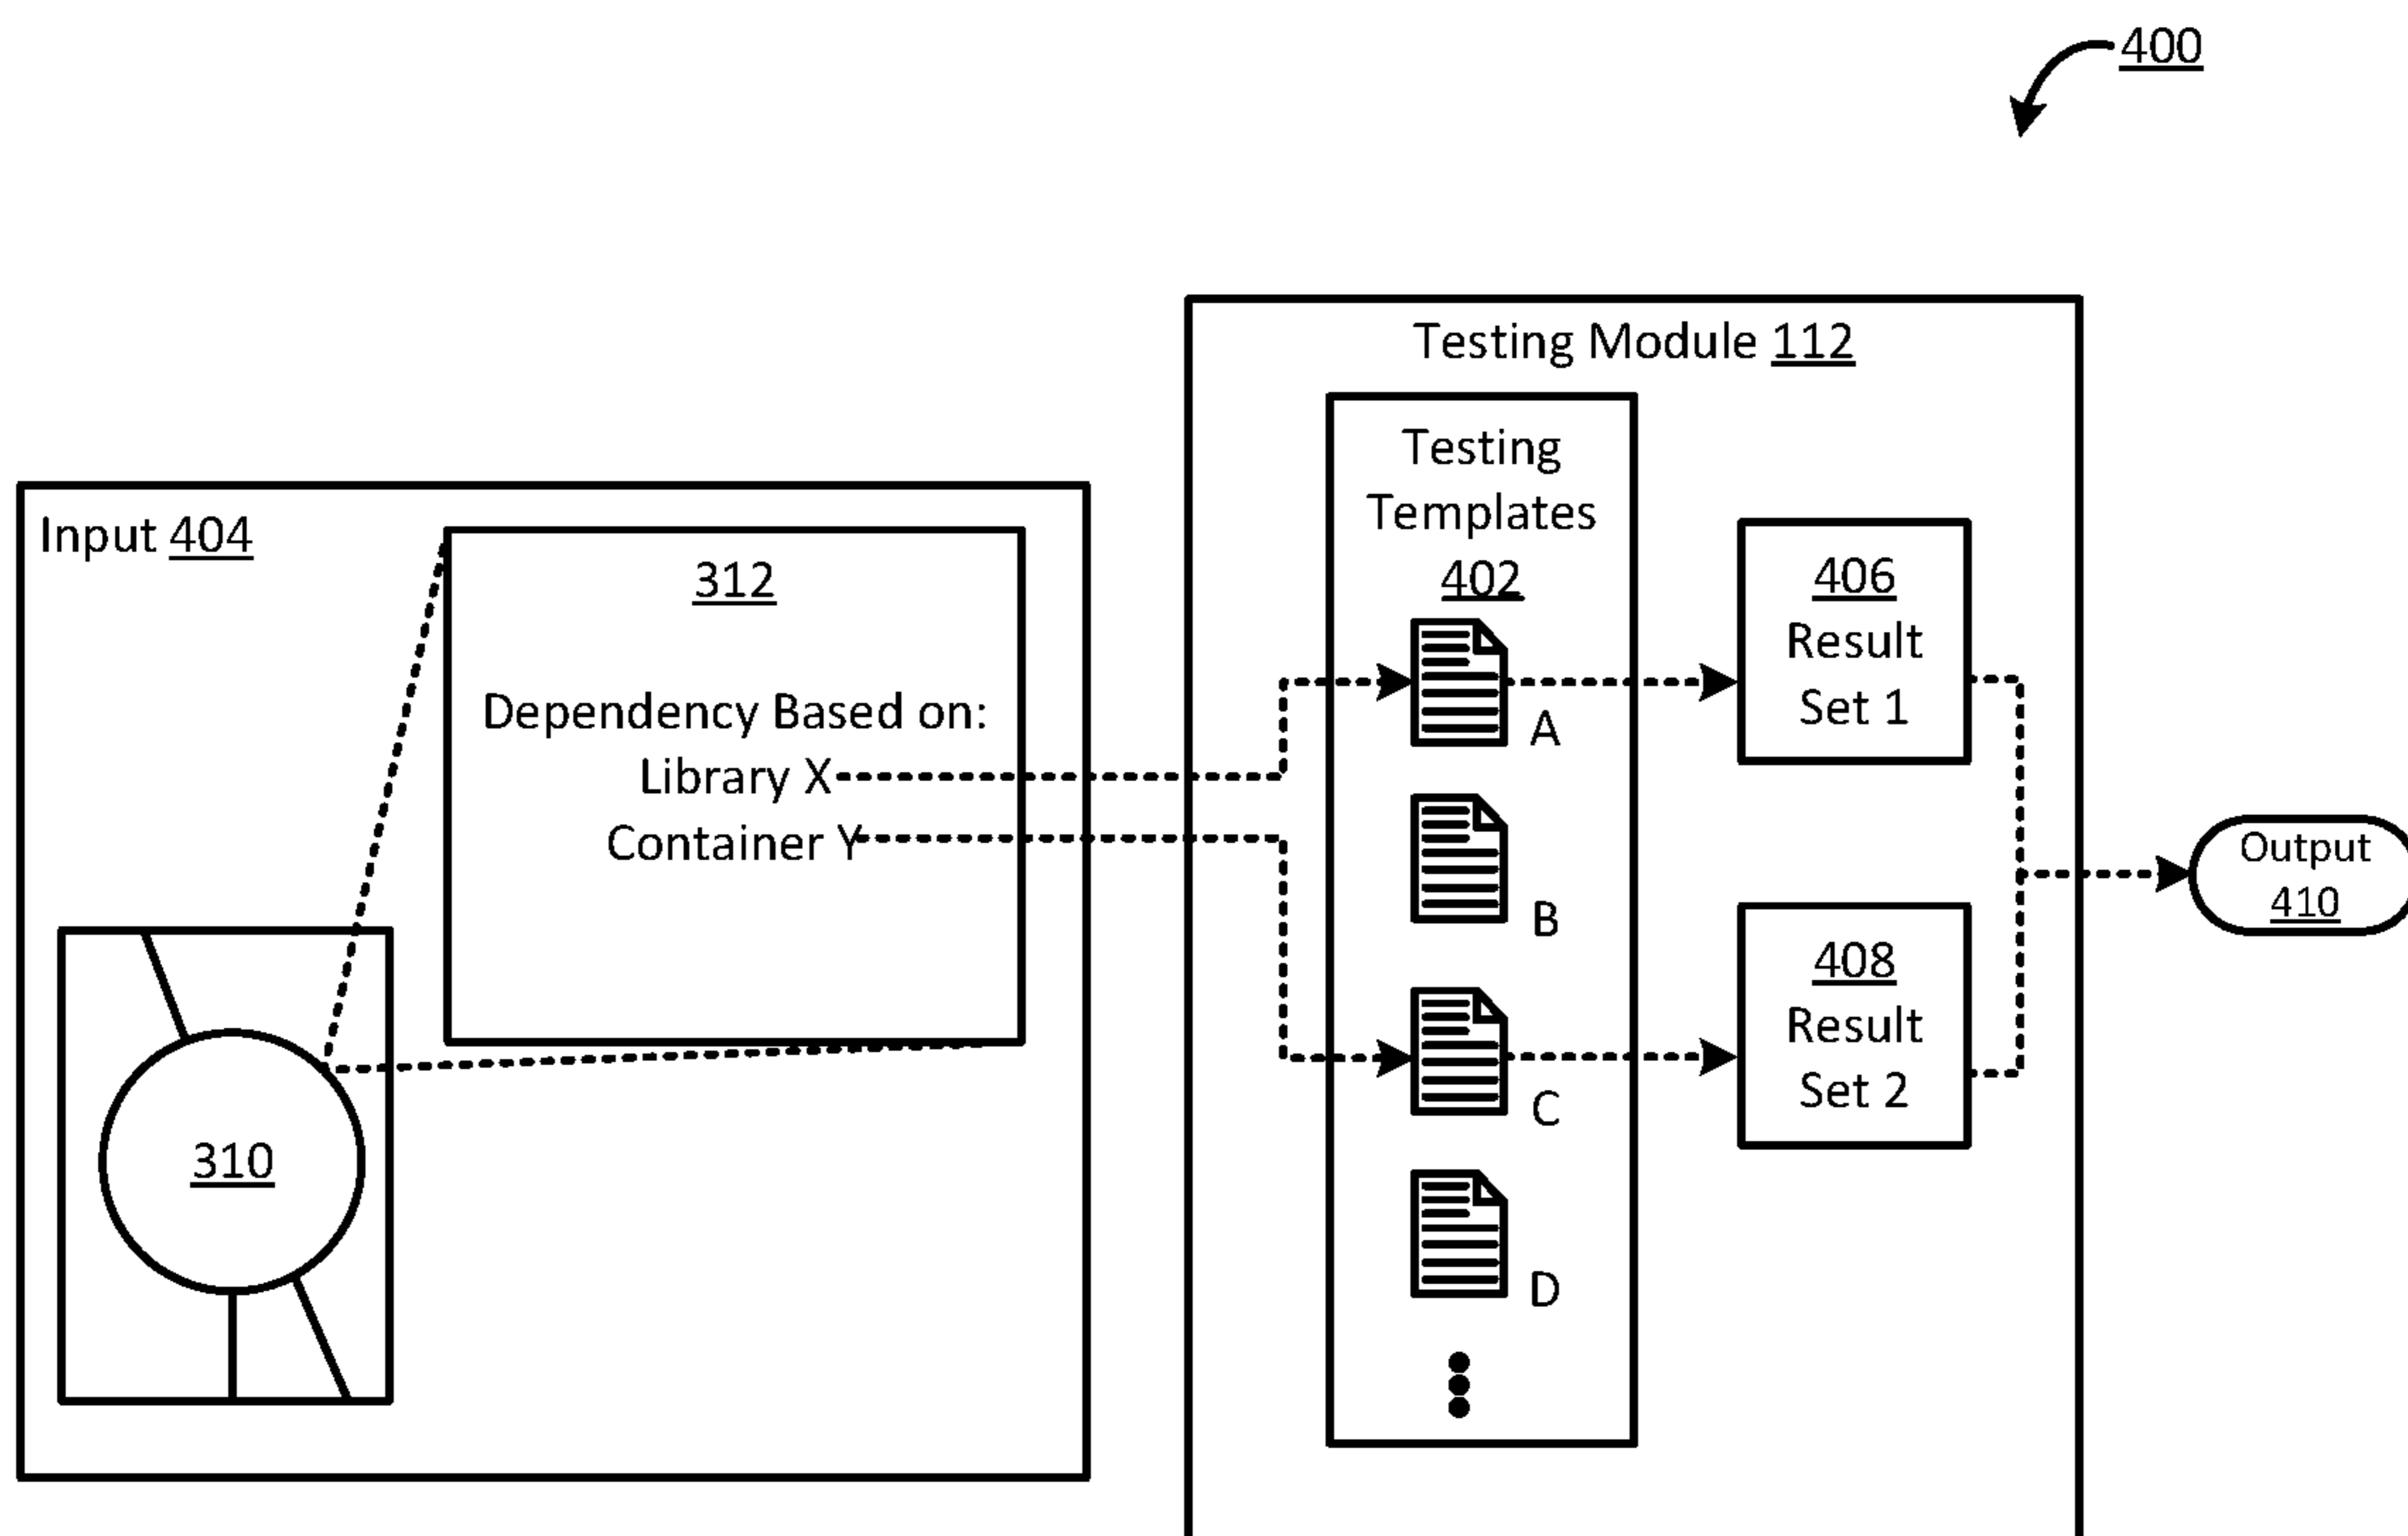 400
Input 404
312
Dependency Based on:
Library X
Container Y
310
Testing Module 112
Testing
Templates
402
A
B
C
D
406
Result
Set 1
408
Result
Set 2
Output
410